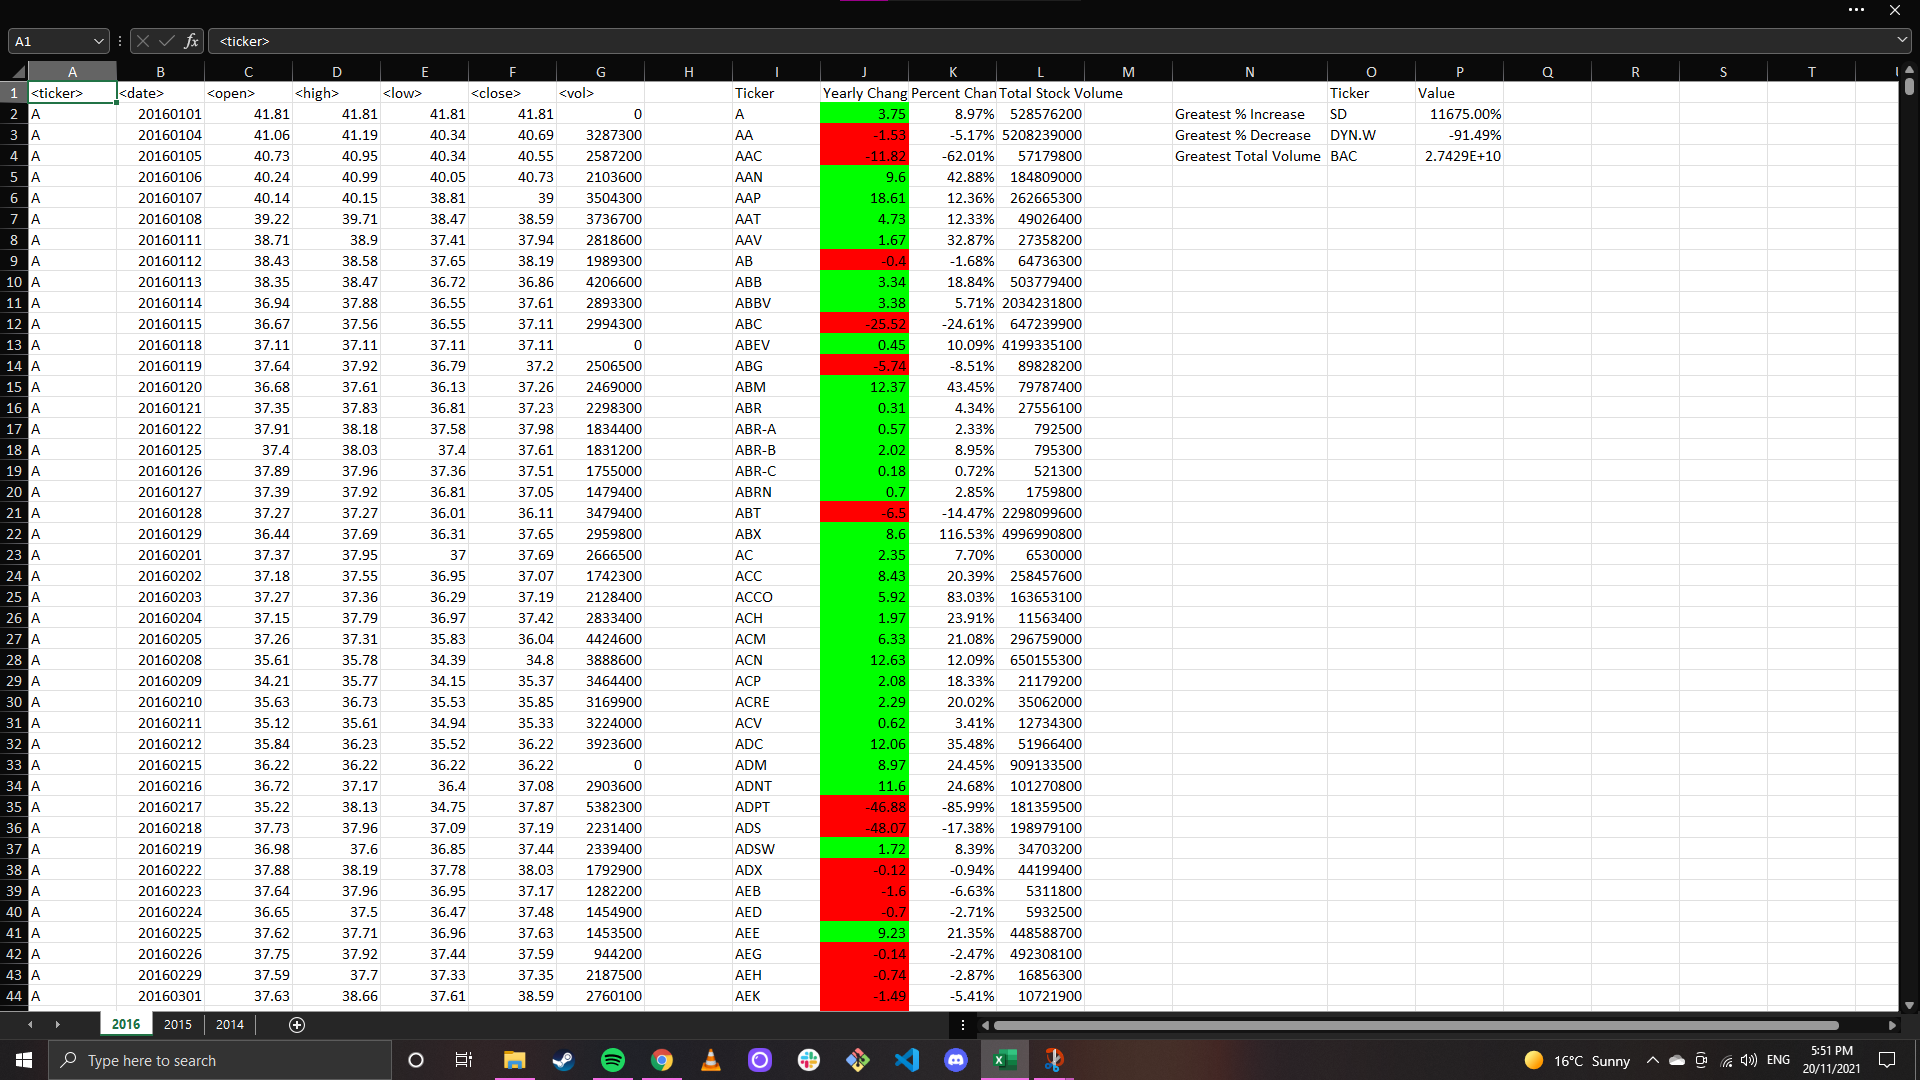 A1 fx <ticker>
A B C D E F G H I J K L M N O P Q R S T U
1 <ticker> <date> <open> <high> <low> <close> <vol> Ticker Yearly Chang Percent Chan Total Stock Volume Ticker Value
2 A 20160101 41.81 41.81 41.81 41.81 0 A 3.75 8.97% 528576200 Greatest % Increase SD 11675.00%
3 A 20160104 41.06 41.19 40.34 40.69 3287300 AA -1.53 -5.17% 5208239000 Greatest % Decrease DYN.W -91.49%
4 A 20160105 40.73 40.95 40.34 40.55 2587200 AAC -11.82 -62.01% 57179800 Greatest Total Volume BAC 2.7429E+10
5 A 20160106 40.24 40.99 40.05 40.73 2103600 AAN 9.6 42.88% 184809000
6 A 20160107 40.14 40.15 38.81 39 3504300 AAP 18.61 12.36% 262665300
7 A 20160108 39.22 39.71 38.47 38.59 3736700 AAT 4.73 12.33% 49026400
8 A 20160111 38.71 38.9 37.41 37.94 2818600 AAV 1.67 32.87% 27358200
9 A 20160112 38.43 38.58 37.65 38.19 1989300 AB -0.4 -1.68% 64736300
10 A 20160113 38.35 38.47 36.72 36.86 4206600 ABB 3.34 18.84% 503779400
11 A 20160114 36.94 37.88 36.55 37.61 2893300 ABBV 3.38 5.71% 2034231800
12 A 20160115 36.67 37.56 36.55 37.11 2994300 ABC -25.52 -24.61% 647239900
13 A 20160118 37.11 37.11 37.11 37.11 0 ABEV 0.45 10.09% 4199335100
14 A 20160119 37.64 37.92 36.79 37.2 2506500 ABG -5.74 -8.51% 89828200
15 A 20160120 36.68 37.61 36.13 37.26 2469000 ABM 12.37 43.45% 79787400
16 A 20160121 37.35 37.83 36.81 37.23 2298300 ABR 0.31 4.34% 27556100
17 A 20160122 37.91 38.18 37.58 37.98 1834400 ABR-A 0.57 2.33% 792500
18 A 20160125 37.4 38.03 37.4 37.61 1831200 ABR-B 2.02 8.95% 795300
19 A 20160126 37.89 37.96 37.36 37.51 1755000 ABR-C 0.18 0.72% 521300
20 A 20160127 37.39 37.92 36.81 37.05 1479400 ABRN 0.7 2.85% 1759800
21 A 20160128 37.27 37.27 36.01 36.11 3479400 ABT -6.5 -14.47% 2298099600
22 A 20160129 36.44 37.69 36.31 37.65 2959800 ABX 8.6 116.53% 4996990800
23 A 20160201 37.37 37.95 37 37.69 2666500 AC 2.35 7.70% 6530000
24 A 20160202 37.18 37.55 36.95 37.07 1742300 ACC 8.43 20.39% 258457600
25 A 20160203 37.27 37.36 36.29 37.19 2128400 ACCO 5.92 83.03% 163653100
26 A 20160204 37.15 37.79 36.97 37.42 2833400 ACH 1.97 23.91% 11563400
27 A 20160205 37.26 37.31 35.83 36.04 4424600 ACM 6.33 21.08% 296759000
28 A 20160208 35.61 35.78 34.39 34.8 3888600 ACN 12.63 12.09% 650155300
29 A 20160209 34.21 35.77 34.15 35.37 3464400 ACP 2.08 18.33% 21179200
30 A 20160210 35.63 36.73 35.53 35.85 3169900 ACRE 2.29 20.02% 35062000
31 A 20160211 35.12 35.61 34.94 35.33 3224000 ACV 0.62 3.41% 12734300
32 A 20160212 35.84 36.23 35.52 36.22 3923600 ADC 12.06 35.48% 51966400
33 A 20160215 36.22 36.22 36.22 36.22 0 ADM 8.97 24.45% 909133500
34 A 20160216 36.72 37.17 36.4 37.08 2903600 ADNT 11.6 24.68% 101270800
35 A 20160217 35.22 38.13 34.75 37.87 5382300 ADPT -46.88 -85.99% 181359500
36 A 20160218 37.73 37.96 37.09 37.19 2231400 ADS -48.07 -17.38% 198979100
37 A 20160219 36.98 37.6 36.85 37.44 2339400 ADSW 1.72 8.39% 34703200
38 A 20160222 37.88 38.19 37.78 38.03 1792900 ADX -0.12 -0.94% 44199400
39 A 20160223 37.64 37.96 36.95 37.17 1282200 AEB -1.6 -6.63% 5311800
40 A 20160224 36.65 37.5 36.47 37.48 1454900 AED -0.7 -2.71% 5932500
41 A 20160225 37.62 37.71 36.96 37.63 1453500 AEE 9.23 21.35% 448588700
42 A 20160226 37.75 37.92 37.44 37.59 944200 AEG -0.14 -2.47% 492308100
43 A 20160229 37.59 37.7 37.33 37.35 2187500 AEH -0.74 -2.87% 16856300
44 A 20160301 37.63 38.66 37.61 38.59 2760100 AEK -1.49 -5.41% 10721900
2016 2015 2014
Type here to search
16°C Sunny ENG 5:51 PM
20/11/2021